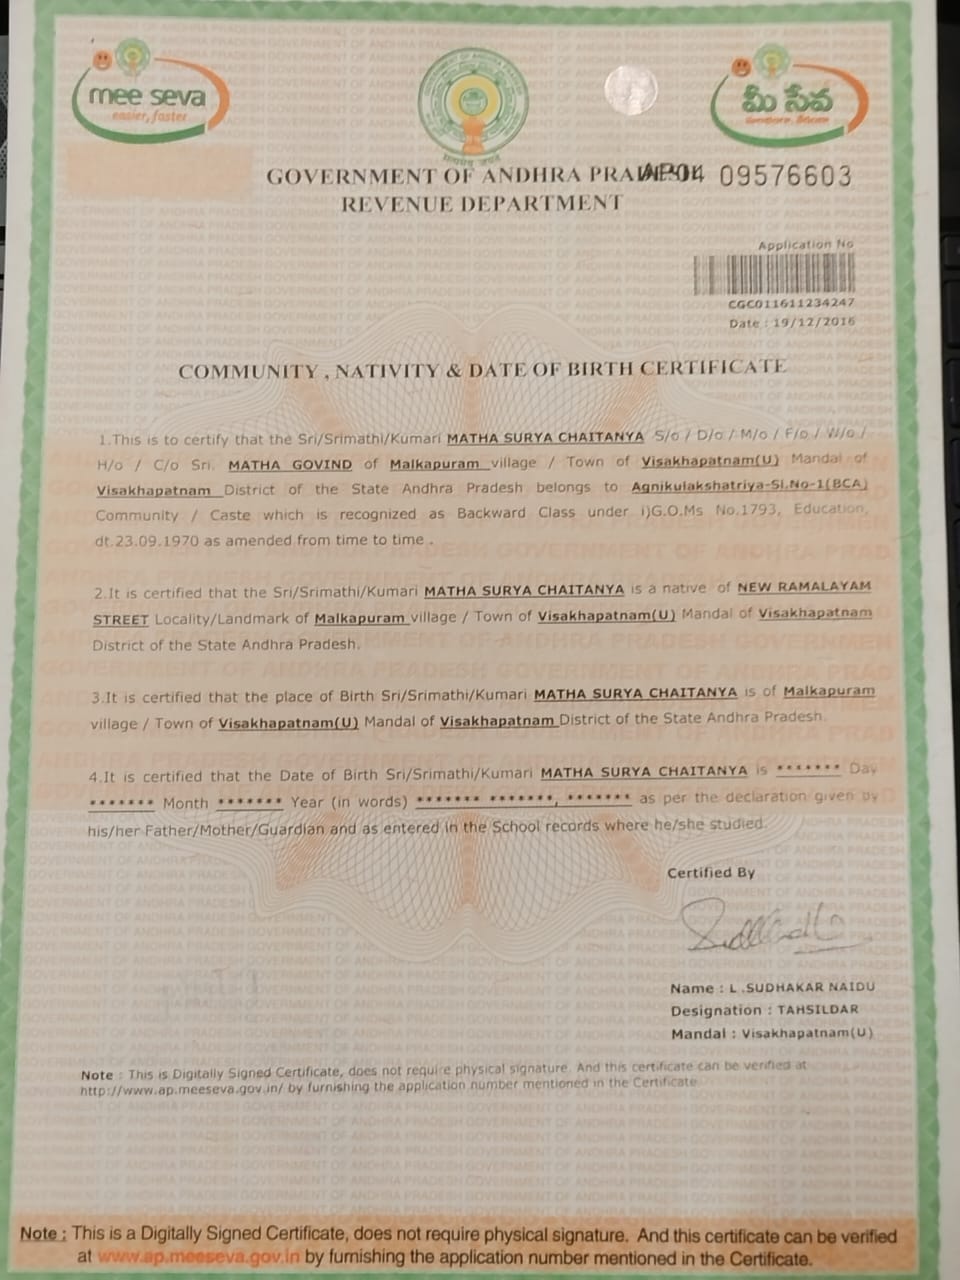 mee seva
easier, faster
మీ సేవ
GOVERNMENT OF ANDHRA
AP04 09576603
REVENUE DEPARTMENT
Application No
CGC011611234247
Date : 19/12/2016
COMMUNITY , NATIVITY & DATE OF BIRTH CERTIFICATE
1.This is to certify that the Sri/Srimathi/Kumari MATHA SURYA CHAITANYA S/o / D/o / M/o / F/o / W/o /
H/o / C/o Sri. MATHA GOVIND of Malkapuram village / Town of Visakhapatnam(U) Mandal of
Visakhapatnam District of the State Andhra Pradesh belongs to Agnikulakshatriya-Sl.No-1(BCA)
Community / Caste which is recognized as Backward Class under i)G.O.Ms No.1793, Education,
dt.23.09.1970 as amended from time to time .
2.It is certified that the Sri/Srimathi/Kumari MATHA SURYA CHAITANYA is a native of NEW RAMALAYAM
STREET Locality/Landmark of Malkapuram village / Town of Visakhapatnam(U) Mandal of Visakhapatnam
District of the State Andhra Pradesh.
3.It is certified that the place of Birth Sri/Srimathi/Kumari MATHA SURYA CHAITANYA is of Malkapuram
village / Town of Visakhapatnam(U) Mandal of Visakhapatnam District of the State Andhra Pradesh.
4.It is certified that the Date of Birth Sri/Srimathi/Kumari MATHA SURYA CHAITANYA is ******* Day
******* Month ******* Year (in words) ******* *******, ******* as per the declaration given by
his/her Father/Mother/Guardian and as entered in the School records where he/she studied.
Certified By
Name : L .SUDHAKAR NAIDU
Designation : TAHSILDAR
Mandal : Visakhapatnam(U)
Note : This is Digitally Signed Certificate, does not require physical signature. And this certificate can be verified at
http://www.ap.meeseva.gov.in/ by furnishing the application number mentioned in the Certificate
Note : This is a Digitally Signed Certificate, does not require physical signature. And this certificate can be verified
at www.ap.meeseva.gov.in by furnishing the application number mentioned in the Certificate.